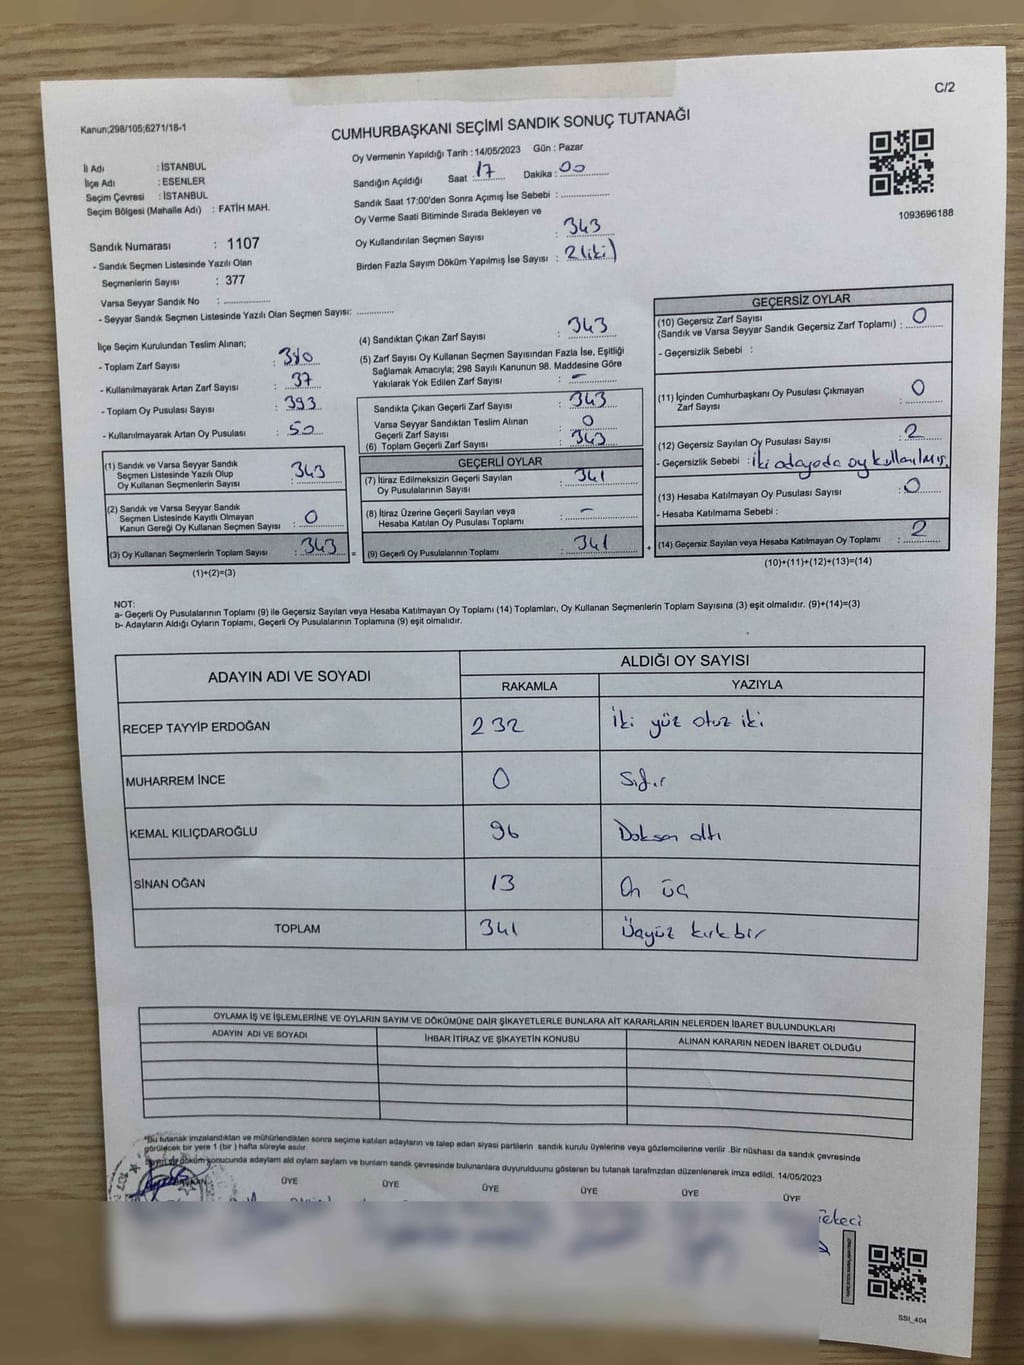 C/2
Kanun;298/105;6271/18-1
CUMHURBAŞKANI SEÇİMİ SANDIK SONUÇ TUTANAĞI
İl Adı : İSTANBUL
İlçe Adı : ESENLER
Seçim Çevresi : İSTANBUL
Seçim Bölgesi (Mahalle Adı) : FATİH MAH.
Sandık Numarası : 1107
- Sandık Seçmen Listesinde Yazılı Olan
Seçmenlerin Sayısı : 377
Varsa Seyyar Sandık No : ..................
- Seyyar Sandık Seçmen Listesinde Yazılı Olan Seçmen Sayısı: ..............
Oy Vermenin Yapıldığı Tarih : 14/05/2023 Gün : Pazar
Sandığın Açıldığı Saat : 17 Dakika : 00
Sandık Saat 17:00'den Sonra Açımış İse Sebebi : ..................
Oy Verme Saati Bitiminde Sırada Bekleyen ve
Oy Kullandırılan Seçmen Sayısı : 343
Birden Fazla Sayım Döküm Yapılmış İse Sayısı : 2 (iki)
1093696188
İlçe Seçim Kurulundan Teslim Alınan;
- Toplam Zarf Sayısı : 380
- Kullanılmayarak Artan Zarf Sayısı : 37
- Toplam Oy Pusulası Sayısı : 393
- Kullanılmayarak Artan Oy Pusulası : 50
(1) Sandık ve Varsa Seyyar Sandık
Seçmen Listesinde Yazılı Olup
Oy Kullanan Seçmenlerin Sayısı : 343
(2) Sandık ve Varsa Seyyar Sandık
Seçmen Listesinde Kayıtlı Olmayan
Kanun Gereği Oy Kullanan Seçmen Sayısı : 0
(3) Oy Kullanan Seçmenlerin Toplam Sayısı : 343
(1)+(2)=(3)
(4) Sandıktan Çıkan Zarf Sayısı : 343
(5) Zarf Sayısı Oy Kullanan Seçmen Sayısından Fazla İse, Eşitliği
Sağlamak Amacıyla; 298 Sayılı Kanunun 98. Maddesine Göre
Yakılarak Yok Edilen Zarf Sayısı : -
Sandıkta Çıkan Geçerli Zarf Sayısı : 343
Varsa Seyyar Sandıktan Teslim Alınan
Geçerli Zarf Sayısı : 0
(6) Toplam Geçerli Zarf Sayısı : 343
GEÇERLİ OYLAR
(7) İtiraz Edilmeksizin Geçerli Sayılan
Oy Pusulalarının Sayısı : 341
(8) İtiraz Üzerine Geçerli Sayılan veya
Hesaba Katılan Oy Pusulası Toplamı : -
= (9) Geçerli Oy Pusulalarının Toplamı : 341 +
GEÇERSİZ OYLAR
(10) Geçersiz Zarf Sayısı
(Sandık ve Varsa Seyyar Sandık Geçersiz Zarf Toplamı) : 0
- Geçersizlik Sebebi :
(11) İçinden Cumhurbaşkanı Oy Pusulası Çıkmayan
Zarf Sayısı : 0
(12) Geçersiz Sayılan Oy Pusulası Sayısı : 2
- Geçersizlik Sebebi : İki adayada oy kullanılmış.
(13) Hesaba Katılmayan Oy Pusulası Sayısı : 0
- Hesaba Katılmama Sebebi :
(14) Geçersiz Sayılan veya Hesaba Katılmayan Oy Toplamı : 2
(10)+(11)+(12)+(13)=(14)
NOT:
a- Geçerli Oy Pusulalarının Toplamı (9) ile Geçersiz Sayılan veya Hesaba Katılmayan Oy Toplamı (14) Toplamları, Oy Kullanan Seçmenlerin Toplam Sayısına (3) eşit olmalıdır. (9)+(14)=(3)
b- Adayların Aldığı Oyların Toplamı, Geçerli Oy Pusulalarının Toplamına (9) eşit olmalıdır.
ADAYIN ADI VE SOYADI ALDIĞI OY SAYISI
RAKAMLA YAZIYLA
RECEP TAYYİP ERDOĞAN 232 İki yüz otuz iki
MUHARREM İNCE 0 Sıfır
KEMAL KILIÇDAROĞLU 96 Doksan altı
SİNAN OĞAN 13 On üç
TOPLAM 341 Üçyüz kırkbir
OYLAMA İŞ VE İŞLEMLERİNE VE OYLARIN SAYIM VE DÖKÜMÜNE DAİR ŞİKAYETLERLE BUNLARA AİT KARARLARIN NELERDEN İBARET BULUNDUKLARI
ADAYIN ADI VE SOYADI İHBAR İTİRAZ VE ŞİKAYETİN KONUSU ALINAN KARARIN NEDEN İBARET OLDUĞU
*Bu tutanak imzalandıktan ve mühürlendikten sonra seçime katılan adayların ve talep eden siyasi partilerin sandık kurulu üyelerine veya gözlemcilerine verilir. Bir nüshası da sandık çevresinde
görülecek bir yere 1 (bir ) hafta süreyle asılır.
döküm sonucunda adayların aldı oyların sayları ve bunların sandık çevresinde bulunanlara duyurulduunu gösteren bu tutanak tarafımızdan düzenlenerek imza edildi. 14/05/2023
ÜYE ÜYE ÜYE ÜYE ÜYE ÜYE
SSI_404